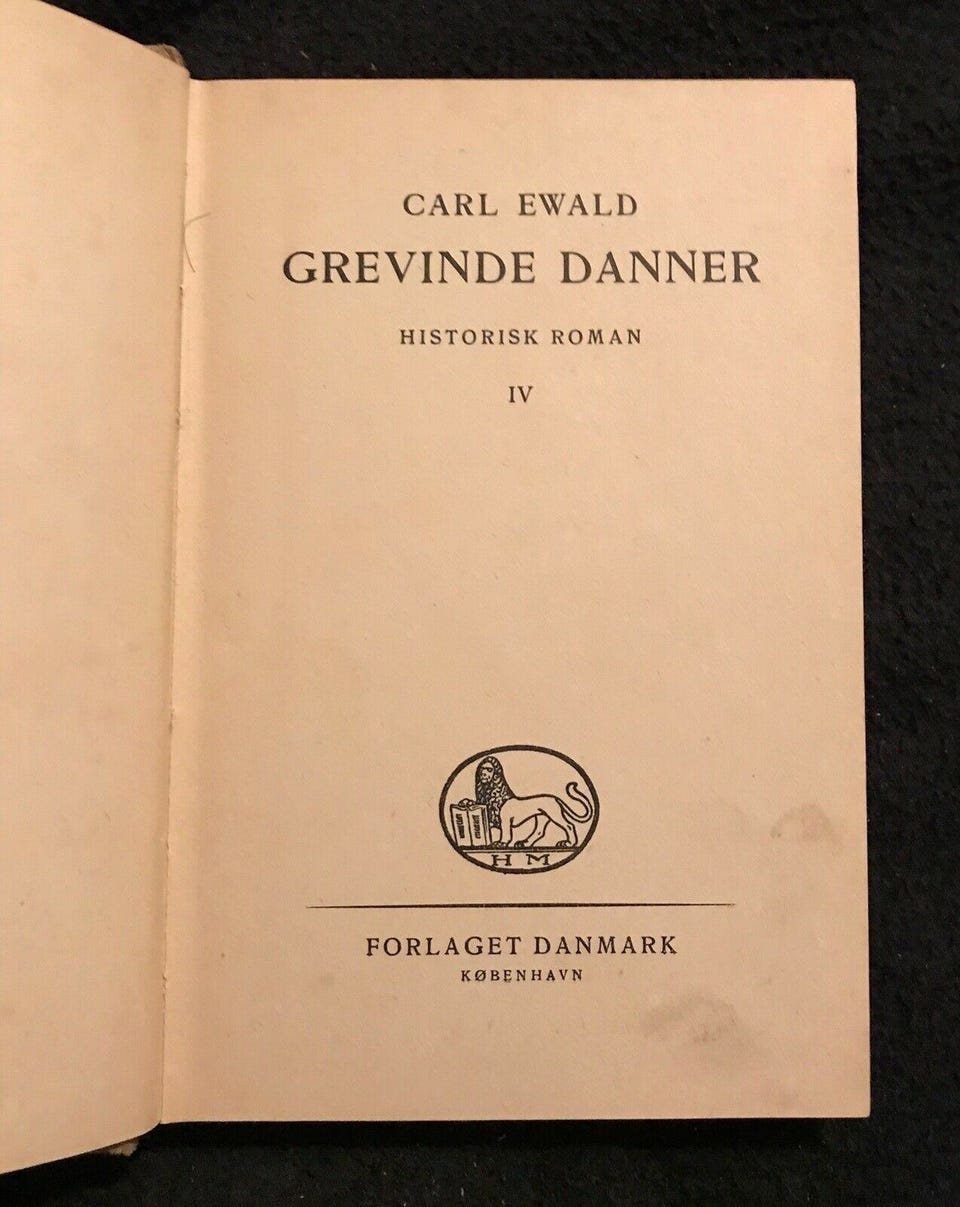 CARL EWALD
GREVINDE DANNER
HISTORISK ROMAN
IV
H M
FORLAGET DANMARK
KØBENHAVN